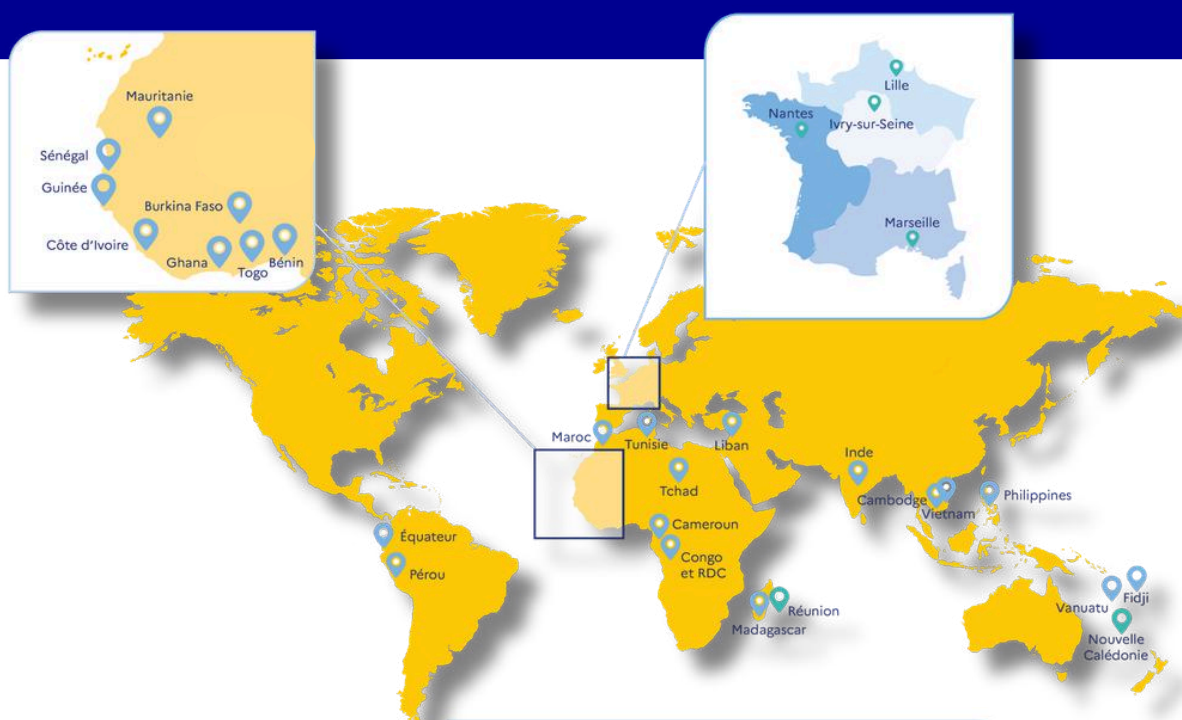 Mauritanie
Sénégal
Guinée
Burkina Faso
Côte d'Ivoire
Ghana
Togo
Bénin
Lille
Nantes
Ivry-sur-Seine
Marseille
Maroc
Tunisie
Liban
Tchad
Inde
Cambodge
Vietnam
Philippines
Cameroun
Congo
et RDC
Équateur
Pérou
Réunion
Madagascar
Vanuatu
Fidji
Nouvelle
Calédonie